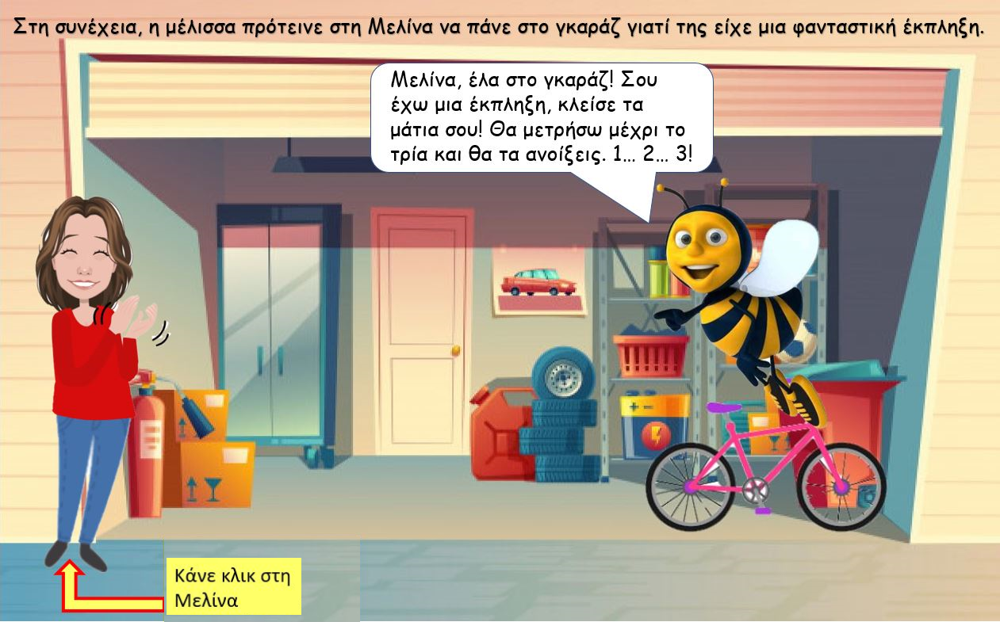 Στη συνέχεια, η μέλισσα πρότεινε στη Μελίνα να πάνε στο γκαράζ γιατί της είχε μια φανταστική έκπληξη.
Μελίνα, έλα στο γκαράζ! Σου
έχω μια έκπληξη, κλείσε τα
μάτια σου! Θα μετρήσω μέχρι το
τρία και θα τα ανοίξεις. 1... 2... 3!
Κάνε κλικ στη
Μελίνα